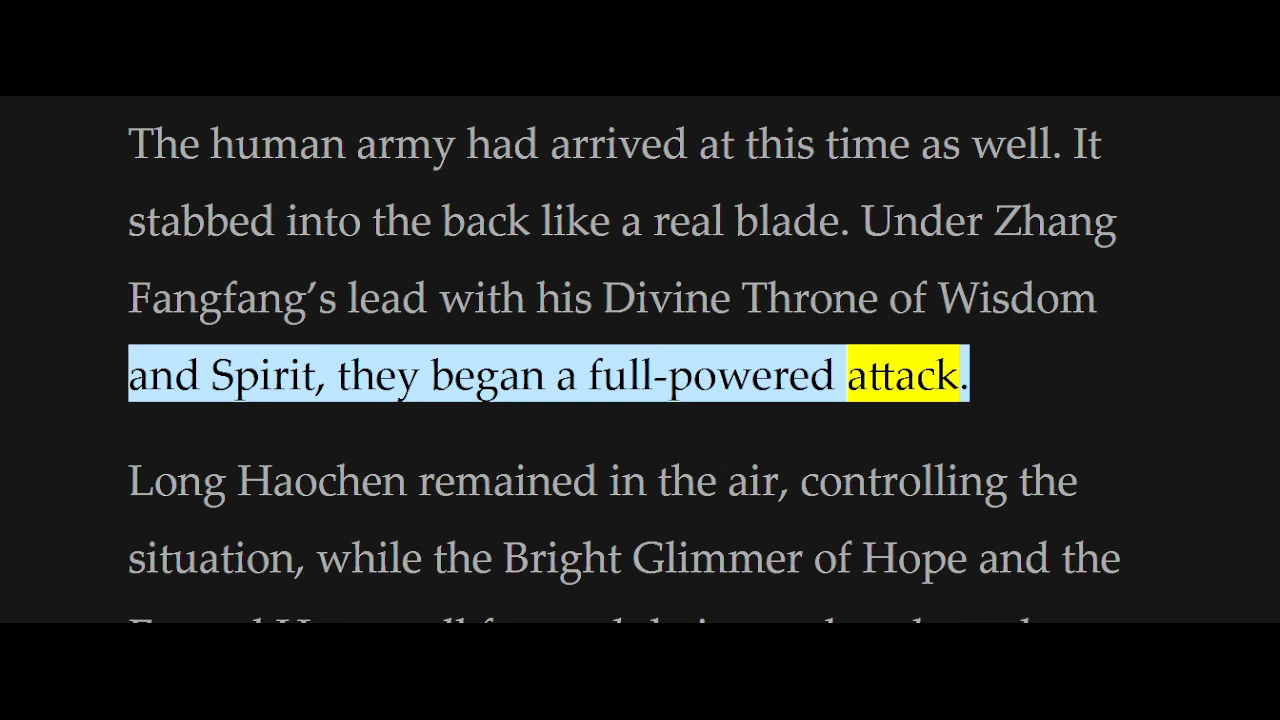 The human army had arrived at this time as well. It
stabbed into the back like a real blade. Under Zhang
Fangfang’s lead with his Divine Throne of Wisdom
and Spirit, they began a full-powered attack.
Long Haochen remained in the air, controlling the
situation, while the Bright Glimmer of Hope and the